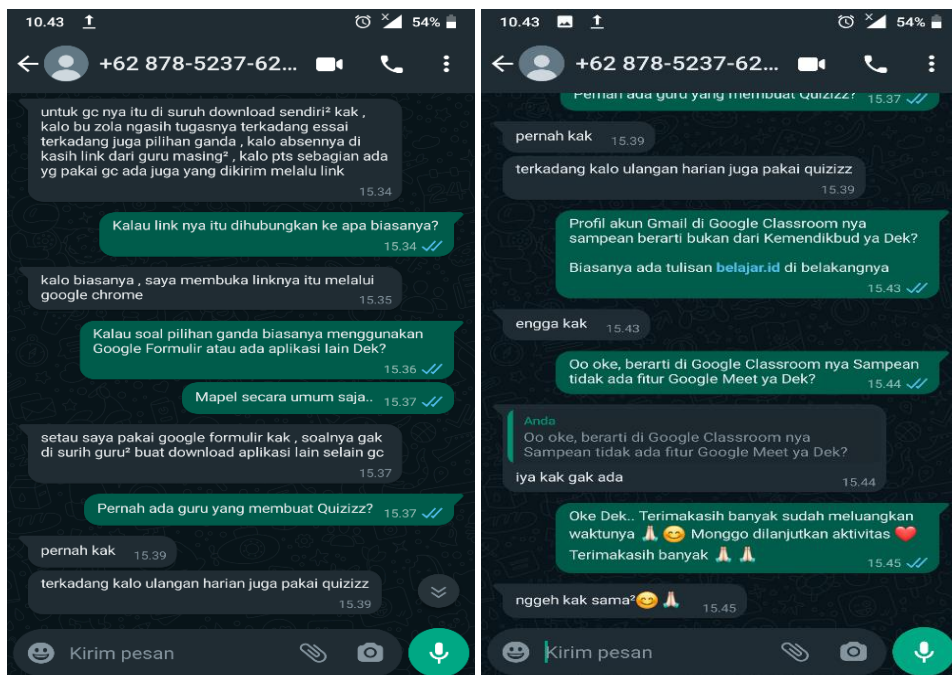 10.43
54%
+62 878-5237-62...
untuk gc nya itu di suruh download sendiri² kak ,
kalo bu zola ngasih tugasnya terkadang essai
terkadang juga pilihan ganda , kalo absennya di
kasih link dari guru masing² , kalo pts sebagian ada
yg pakai gc ada juga yang dikirim melalu link
15.34
Kalau link nya itu dihubungkan ke apa biasanya?
15.34
kalo biasanya , saya membuka linknya itu melalui
google chrome
15.35
Kalau soal pilihan ganda biasanya menggunakan
Google Formulir atau ada aplikasi lain Dek?
15.36
Mapel secara umum saja.. 15.37
setau saya pakai google formulir kak , soalnya gak
di surih guru² buat download aplikasi lain selain gc
15.37
Pernah ada guru yang membuat Quizizz? 15.37
pernah kak 15.39
terkadang kalo ulangan harian juga pakai quizizz
15.39
Kirim pesan
10.43
54%
+62 878-5237-62...
Pernah ada guru yang membuat Quizizz? 15.37
pernah kak 15.39
terkadang kalo ulangan harian juga pakai quizizz
15.39
Profil akun Gmail di Google Classroom nya
sampean berarti bukan dari Kemendikbud ya Dek?
Biasanya ada tulisan belajar.id di belakangnya
15.43
engga kak 15.43
Oo oke, berarti di Google Classroom nya Sampean
tidak ada fitur Google Meet ya Dek? 15.44
Anda
Oo oke, berarti di Google Classroom nya
Sampean tidak ada fitur Google Meet ya Dek?
iya kak gak ada 15.44
Oke Dek.. Terimakasih banyak sudah meluangkan
waktunya 🙏🏻 😊 Monggo dilanjutkan aktivitas ❤️
Terimakasih banyak 🙏🏻 🙏🏻
15.45
nggeh kak sama²😊🙏🏻 15.45
Kirim pesan